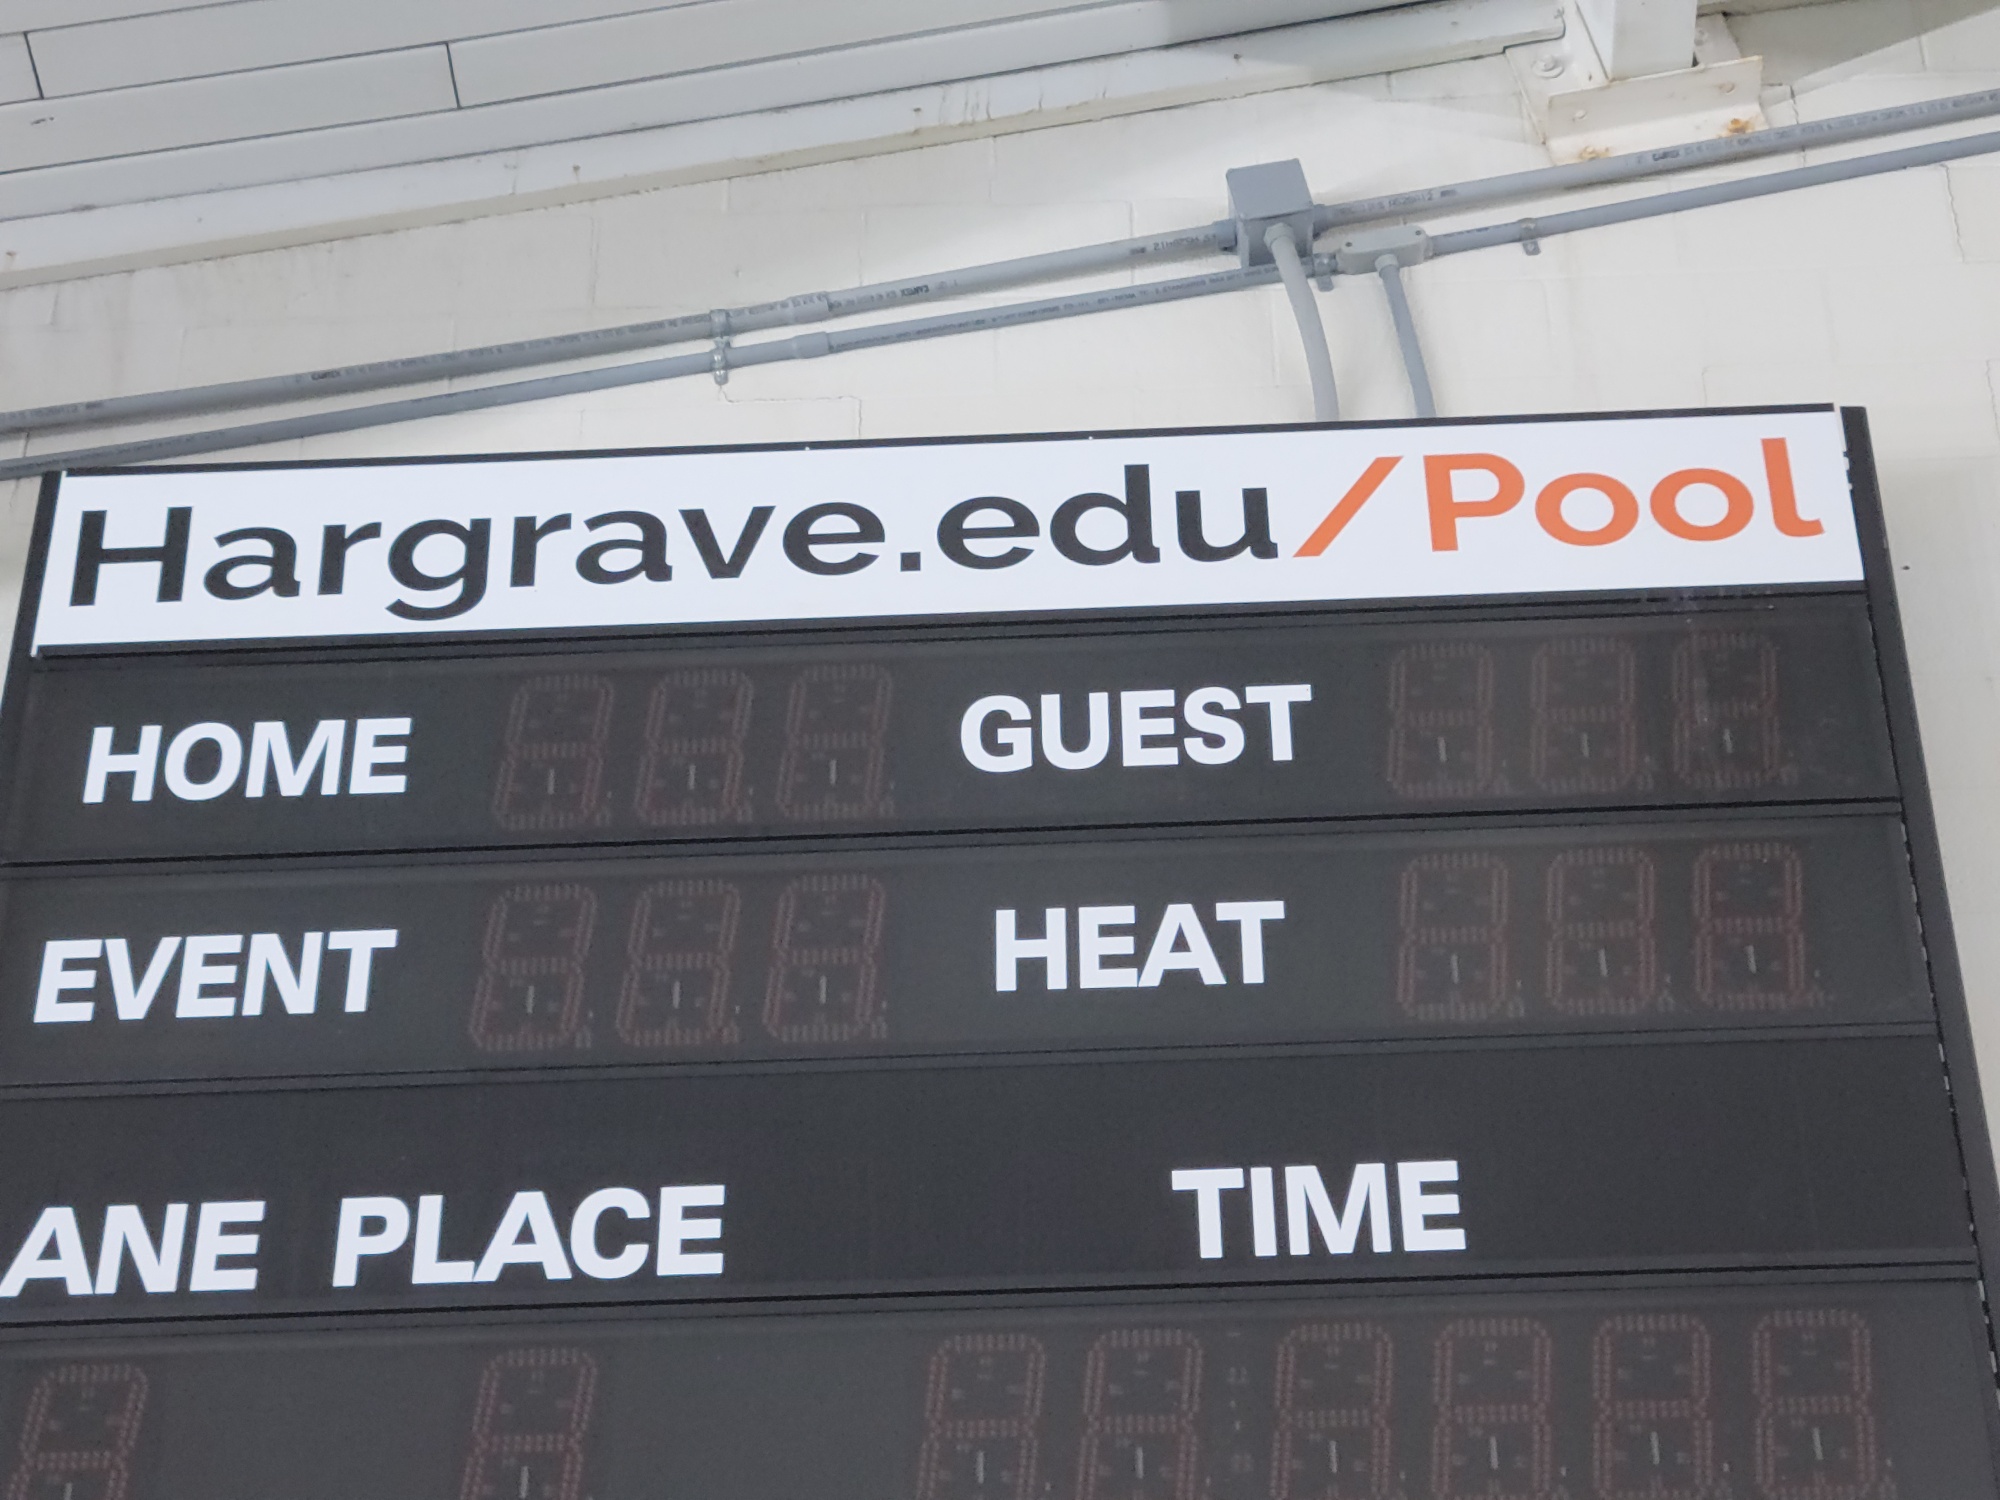 Hargrave.edu/Pool
HOME GUEST
EVENT HEAT
ANE PLACE TIME